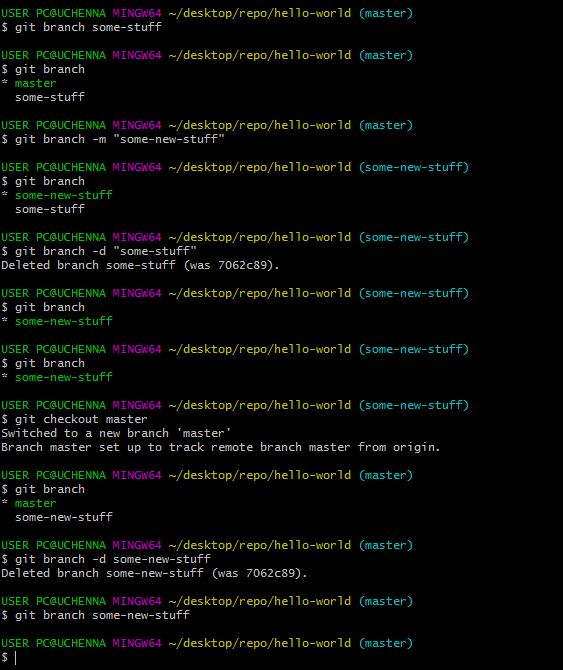 USER PC@UCHENNA MINGW64 ~/desktop/repo/hello-world (master)
$ git branch some-stuff
USER PC@UCHENNA MINGW64 ~/desktop/repo/hello-world (master)
$ git branch
* master
  some-stuff
USER PC@UCHENNA MINGW64 ~/desktop/repo/hello-world (master)
$ git branch -m "some-new-stuff"
USER PC@UCHENNA MINGW64 ~/desktop/repo/hello-world (some-new-stuff)
$ git branch
* some-new-stuff
  some-stuff
USER PC@UCHENNA MINGW64 ~/desktop/repo/hello-world (some-new-stuff)
$ git branch -d "some-stuff"
Deleted branch some-stuff (was 7062c89).
USER PC@UCHENNA MINGW64 ~/desktop/repo/hello-world (some-new-stuff)
$ git branch
* some-new-stuff
USER PC@UCHENNA MINGW64 ~/desktop/repo/hello-world (some-new-stuff)
$ git branch
* some-new-stuff
USER PC@UCHENNA MINGW64 ~/desktop/repo/hello-world (some-new-stuff)
$ git checkout master
Switched to a new branch 'master'
Branch master set up to track remote branch master from origin.
USER PC@UCHENNA MINGW64 ~/desktop/repo/hello-world (master)
$ git branch
* master
  some-new-stuff
USER PC@UCHENNA MINGW64 ~/desktop/repo/hello-world (master)
$ git branch -d some-new-stuff
Deleted branch some-new-stuff (was 7062c89).
USER PC@UCHENNA MINGW64 ~/desktop/repo/hello-world (master)
$ git branch some-new-stuff
USER PC@UCHENNA MINGW64 ~/desktop/repo/hello-world (master)
$